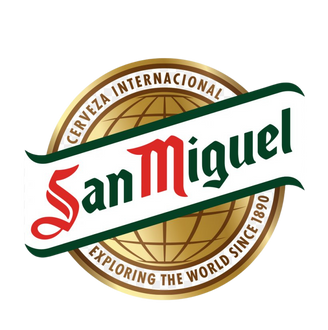 CERVEZA INTERNACIONAL
San Miguel
EXPLORING THE WORLD SINCE 1890